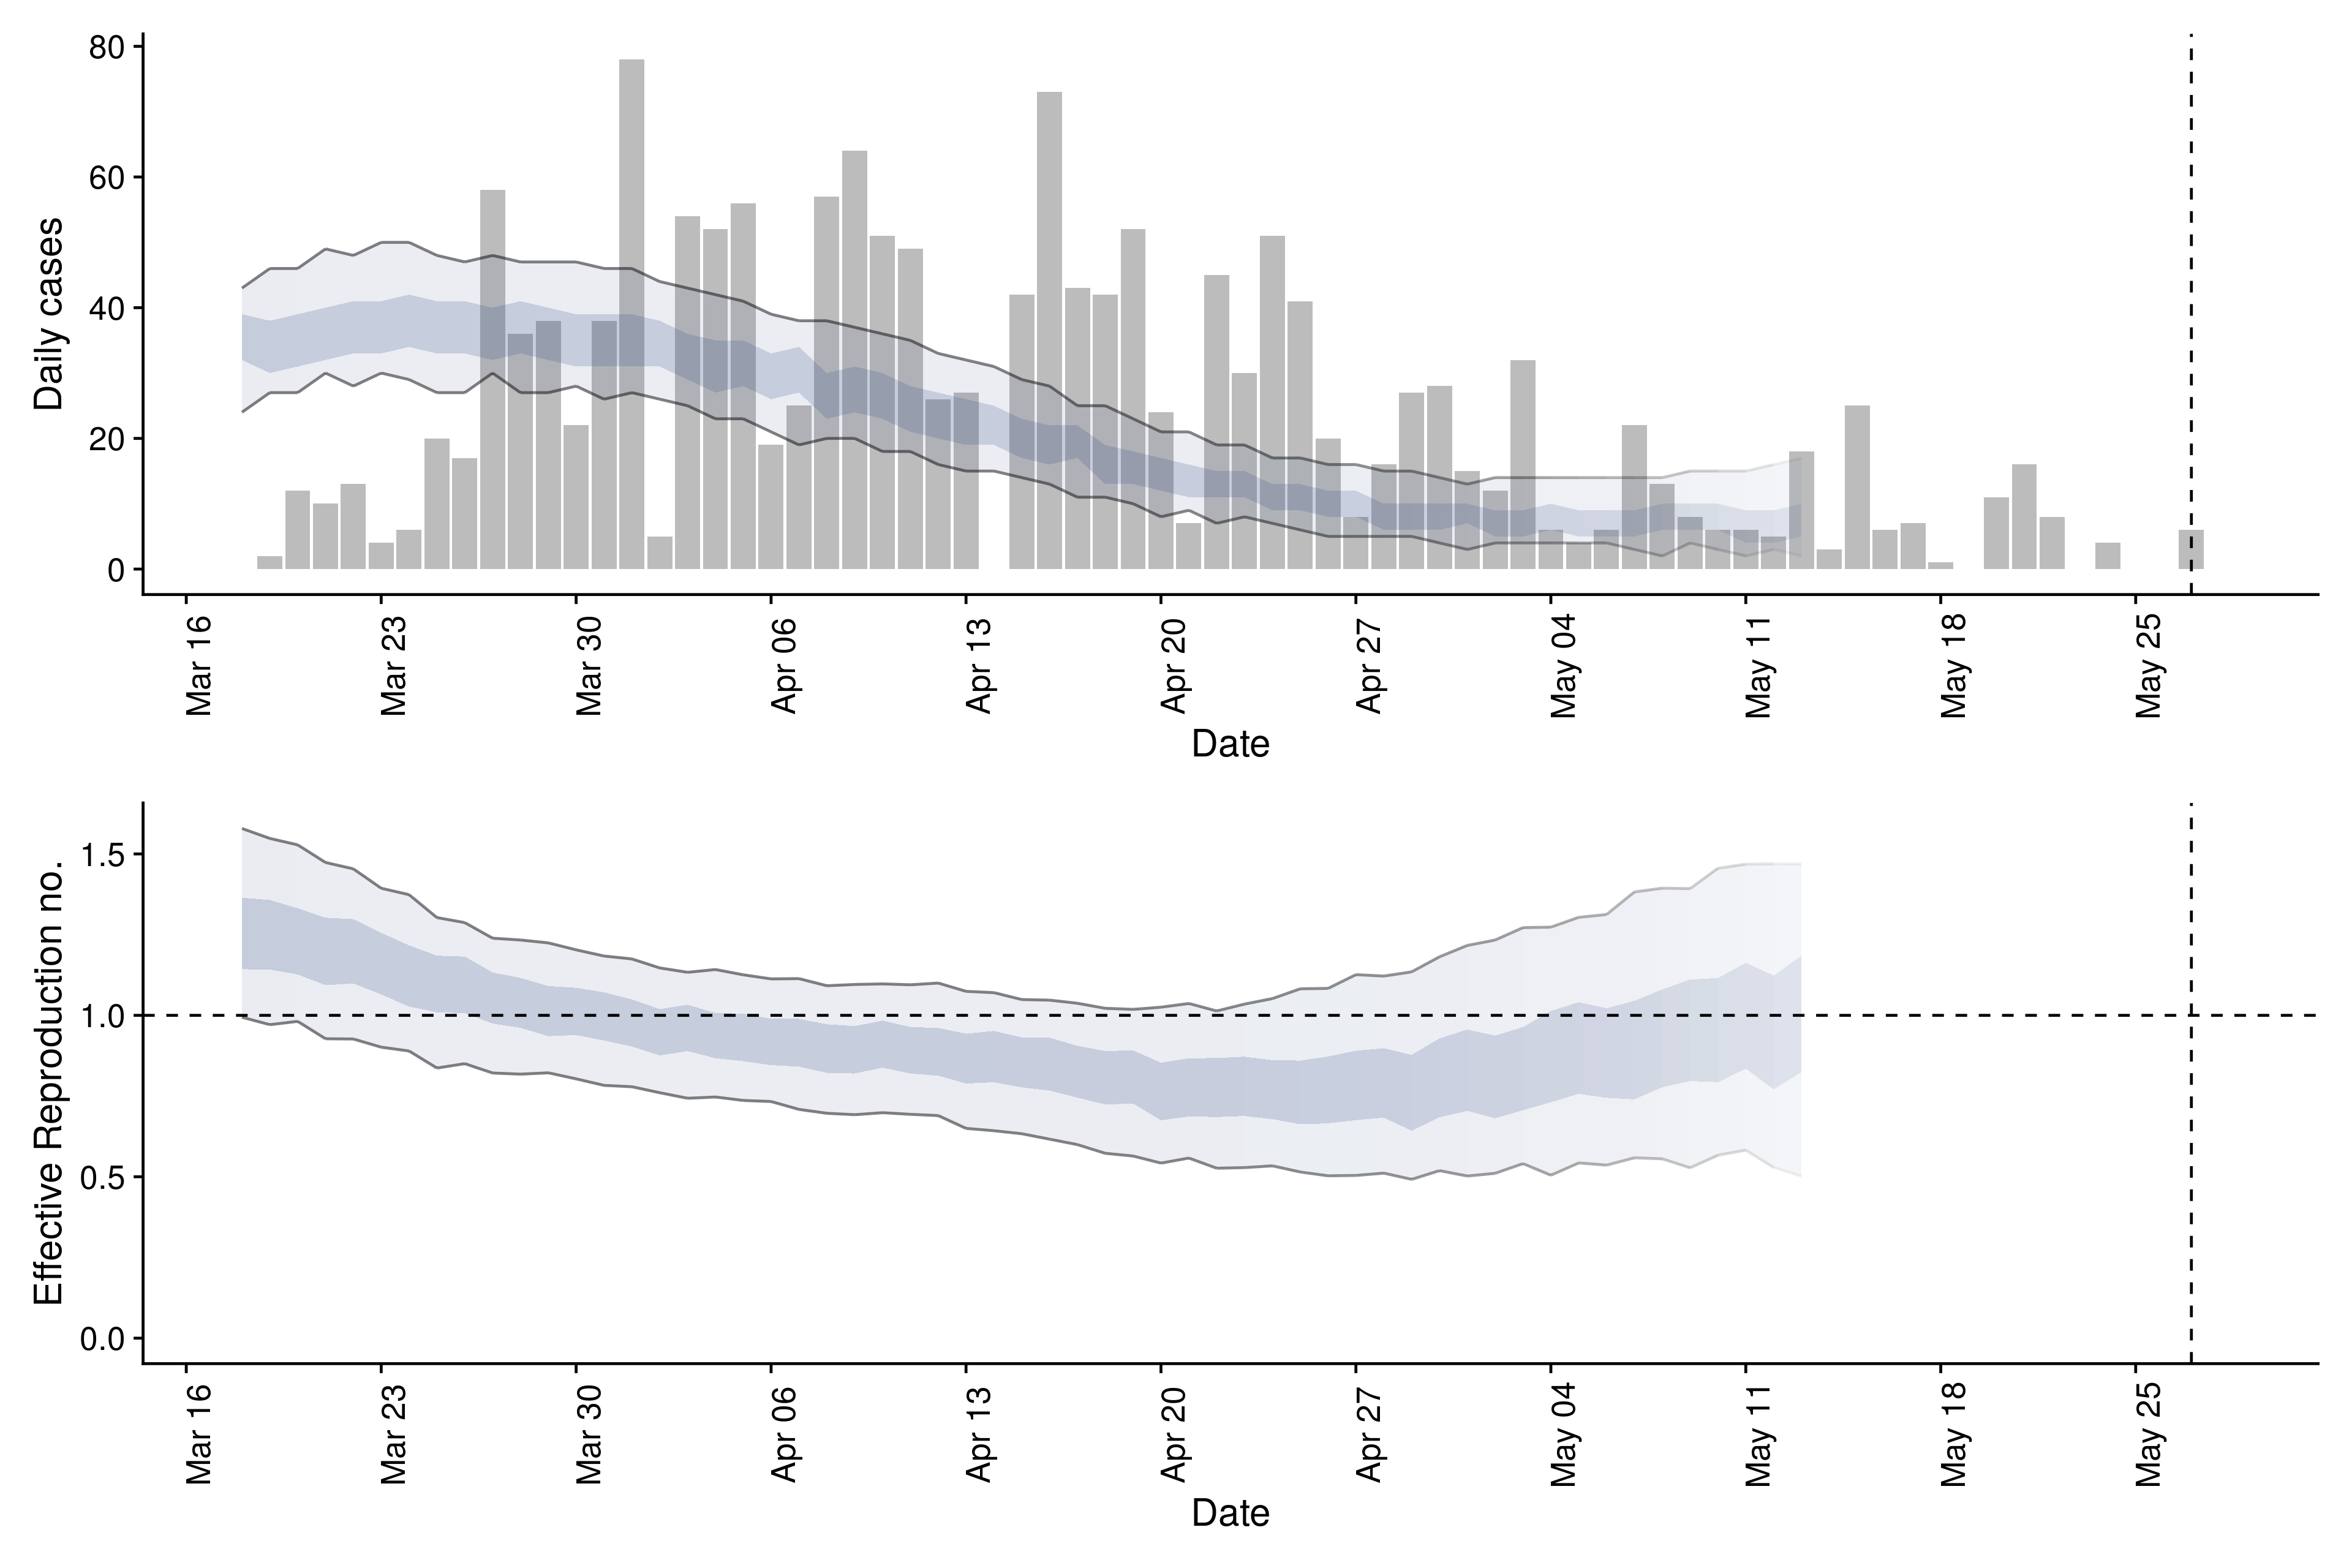 Daily cases
80
60
40
20
0
Mar 16
Mar 23
Mar 30
Apr 06
Apr 13
Apr 20
Apr 27
May 04
May 11
May 18
May 25
Date
Effective Reproduction no.
1.5
1.0
0.5
0.0
Mar 16
Mar 23
Mar 30
Apr 06
Apr 13
Apr 20
Apr 27
May 04
May 11
May 18
May 25
Date